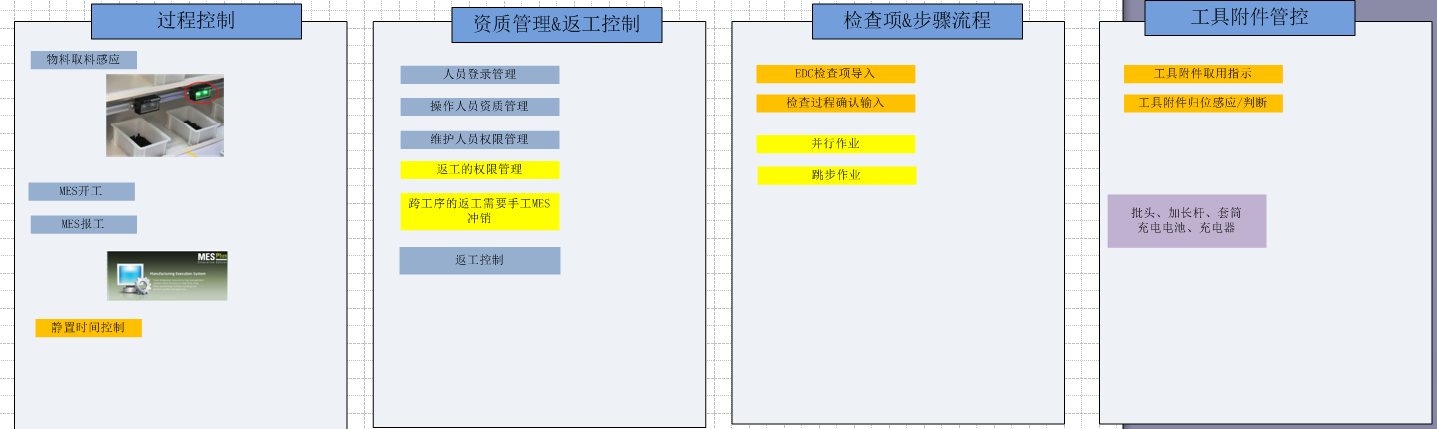 过程控制
物料取料感应
MES开工
MES报工
MES Plus
Manufacturing Execution System
静置时间控制
资质管理&返工控制
人员登录管理
操作人员资质管理
维护人员权限管理
返工的权限管理
跨工序的返工需要手工MES
冲销
返工控制
检查项&步骤流程
EDC检查项导入
检查过程确认输入
并行作业
跳步作业
工具附件管控
工具附件取用指示
工具附件归位感应/判断
批头、加长杆、套筒
充电电池、充电器